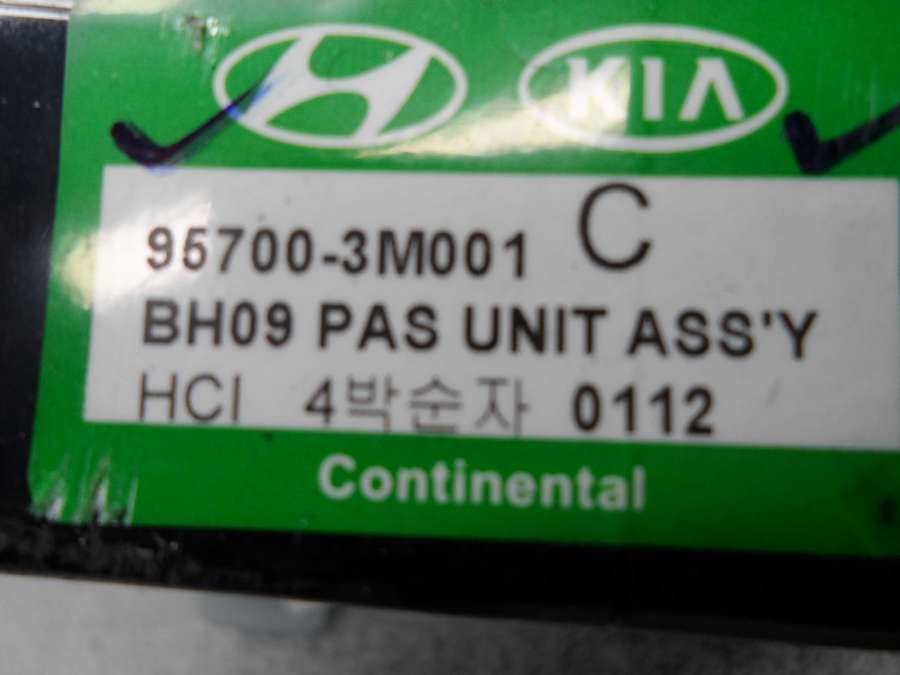 KIA
95700-3M001 C
BH09 PAS UNIT ASS'Y
HCI 4박순자 0112
Continental